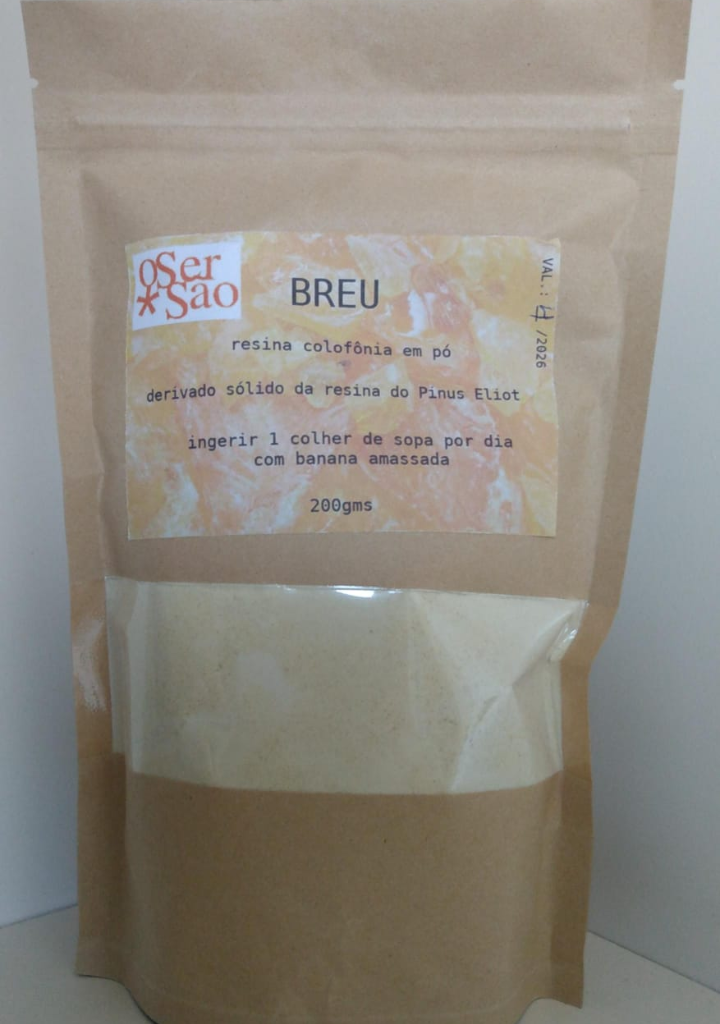 oSer
*São
BREU
VAL.: 4/2026
resina colofônia em pó
derivado sólido da resina do Pinus Eliot
ingerir 1 colher de sopa por dia
com banana amassada
200gms